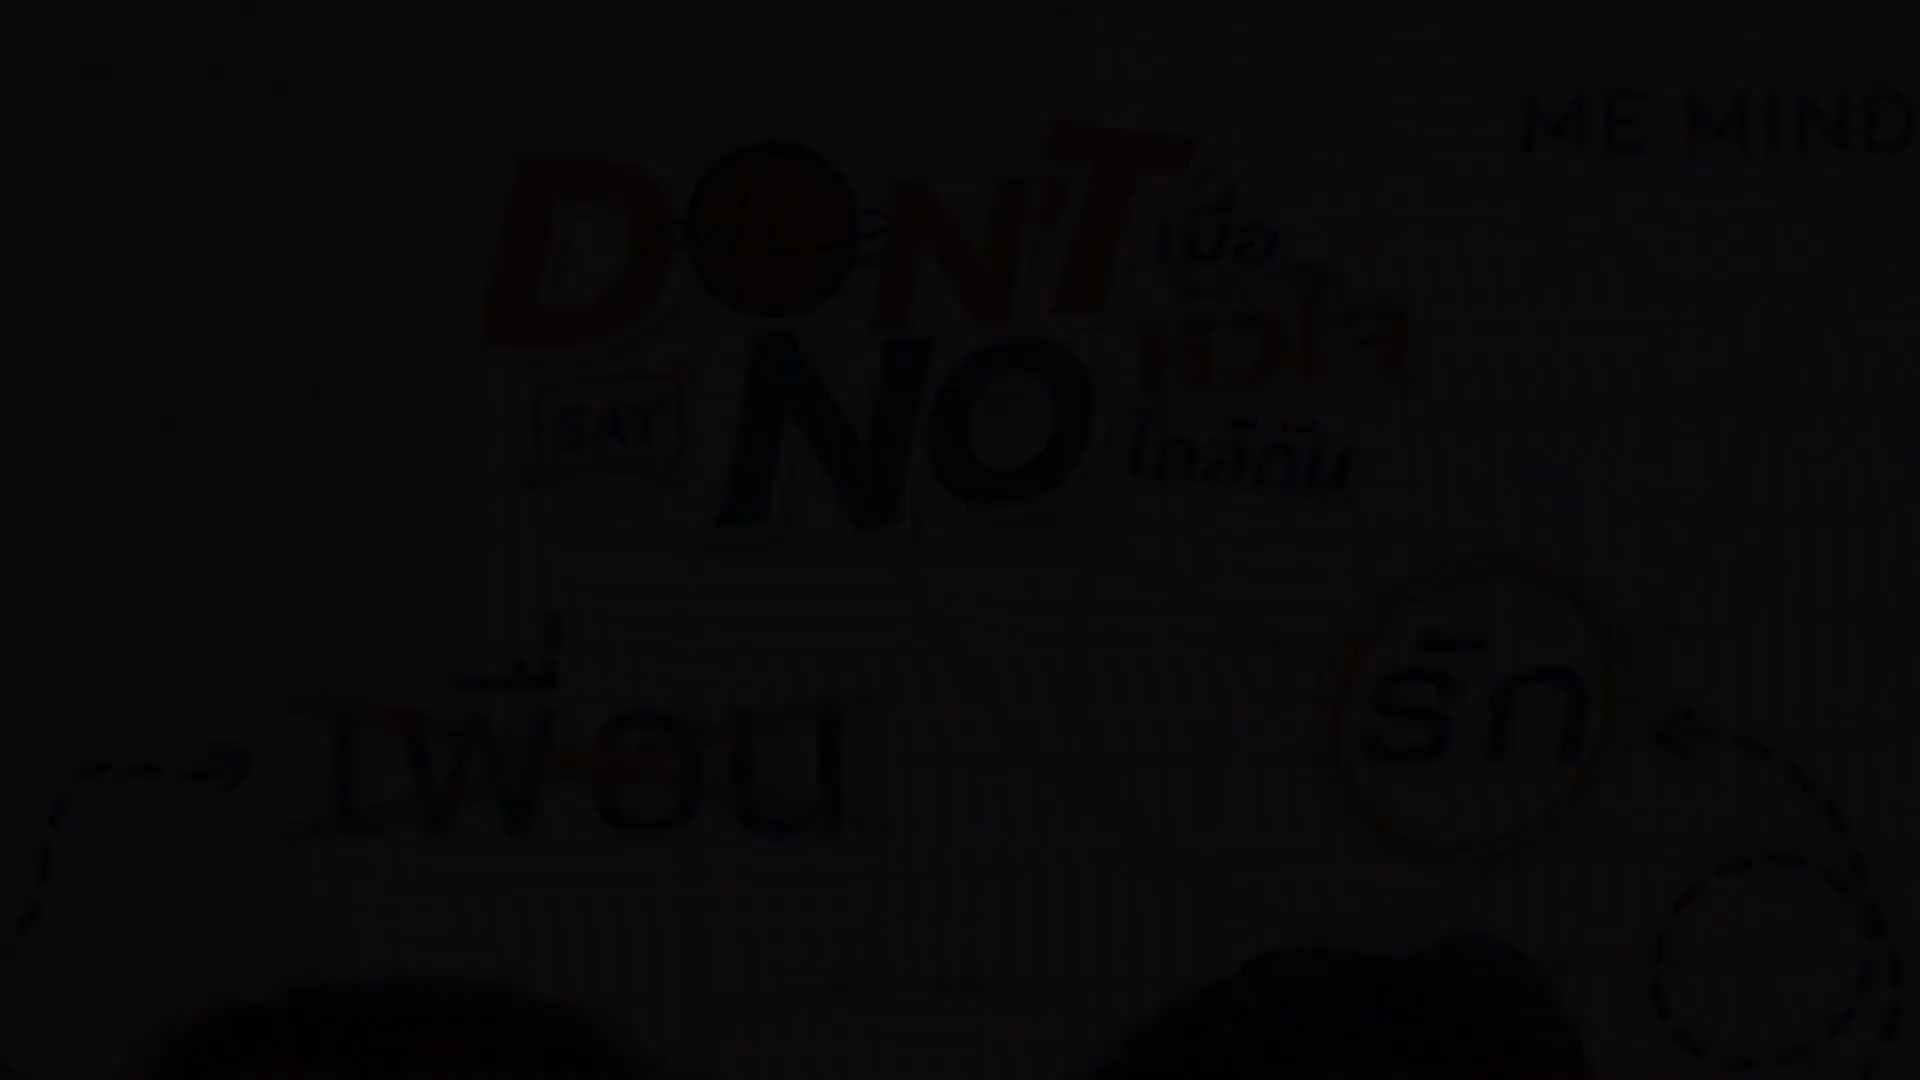 ME MIND
DON'T เมื่อ
หัวใจ
SAY NO ใกล้กัน
เพื่อน
รัก